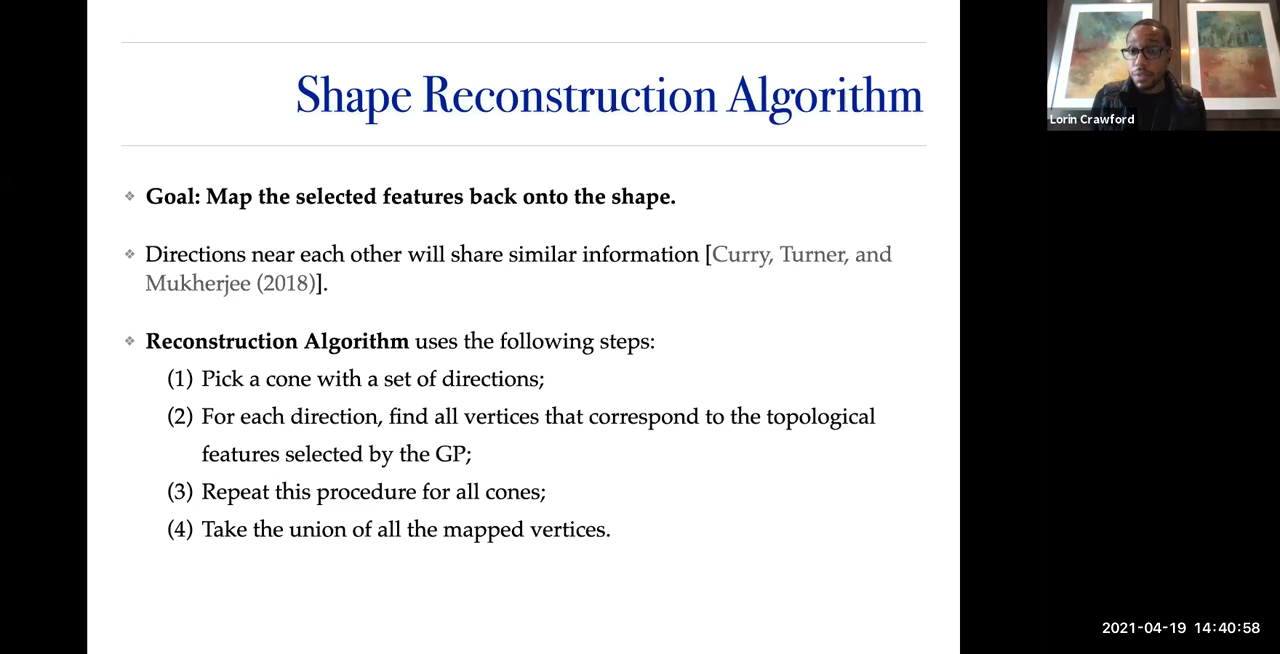 Shape Reconstruction Algorithm
Lorin Crawford
❖ Goal: Map the selected features back onto the shape.
❖ Directions near each other will share similar information [Curry, Turner, and
Mukherjee (2018)].
❖ Reconstruction Algorithm uses the following steps:
(1) Pick a cone with a set of directions;
(2) For each direction, find all vertices that correspond to the topological
features selected by the GP;
(3) Repeat this procedure for all cones;
(4) Take the union of all the mapped vertices.
2021-04-19 14:40:58